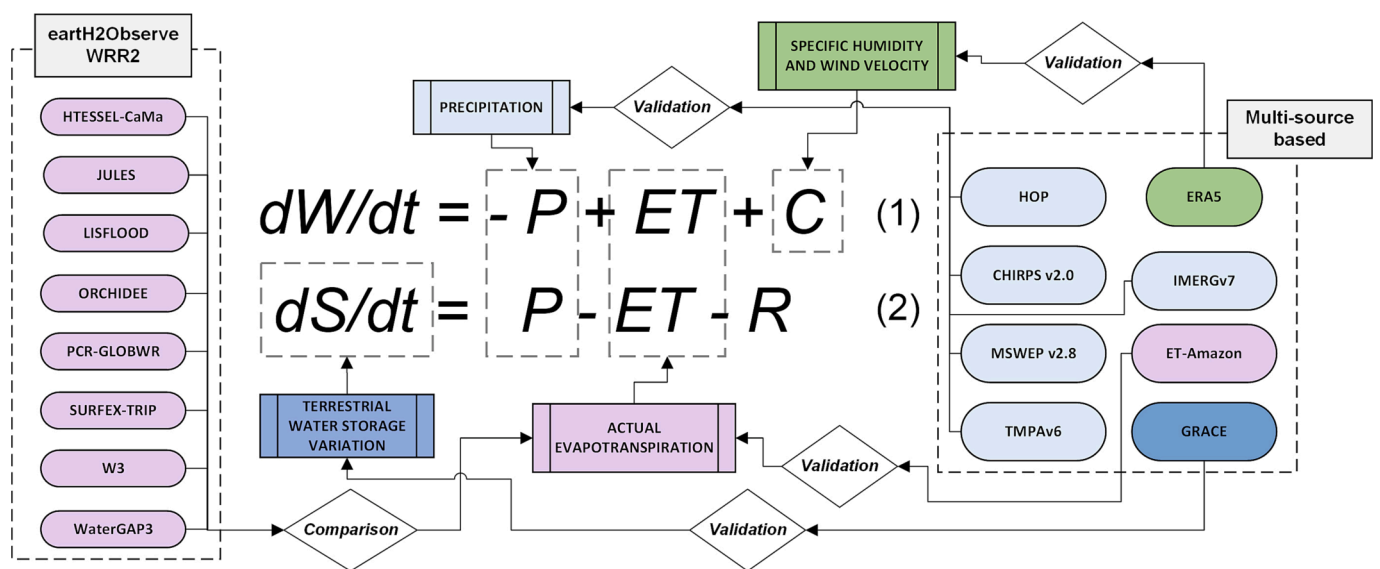 eartH2Observe
WRR2
HTESSEL-CaMa
JULES
LISFLOOD
ORCHIDEE
PCR-GLOBWR
SURFEX-TRIP
W3
WaterGAP3
SPECIFIC HUMIDITY
AND WIND VELOCITY
Validation
PRECIPITATION
Validation
dW/dt = - P + ET + C (1)
dS/dt = P - ET - R (2)
TERRESTRIAL
WATER STORAGE
VARIATION
ACTUAL
EVAPOTRANSPIRATION
Validation
Comparison
Validation
Multi-source
based
HOP
ERA5
CHIRPS v2.0
IMERGv7
MSWEP v2.8
ET-Amazon
TMPAv6
GRACE